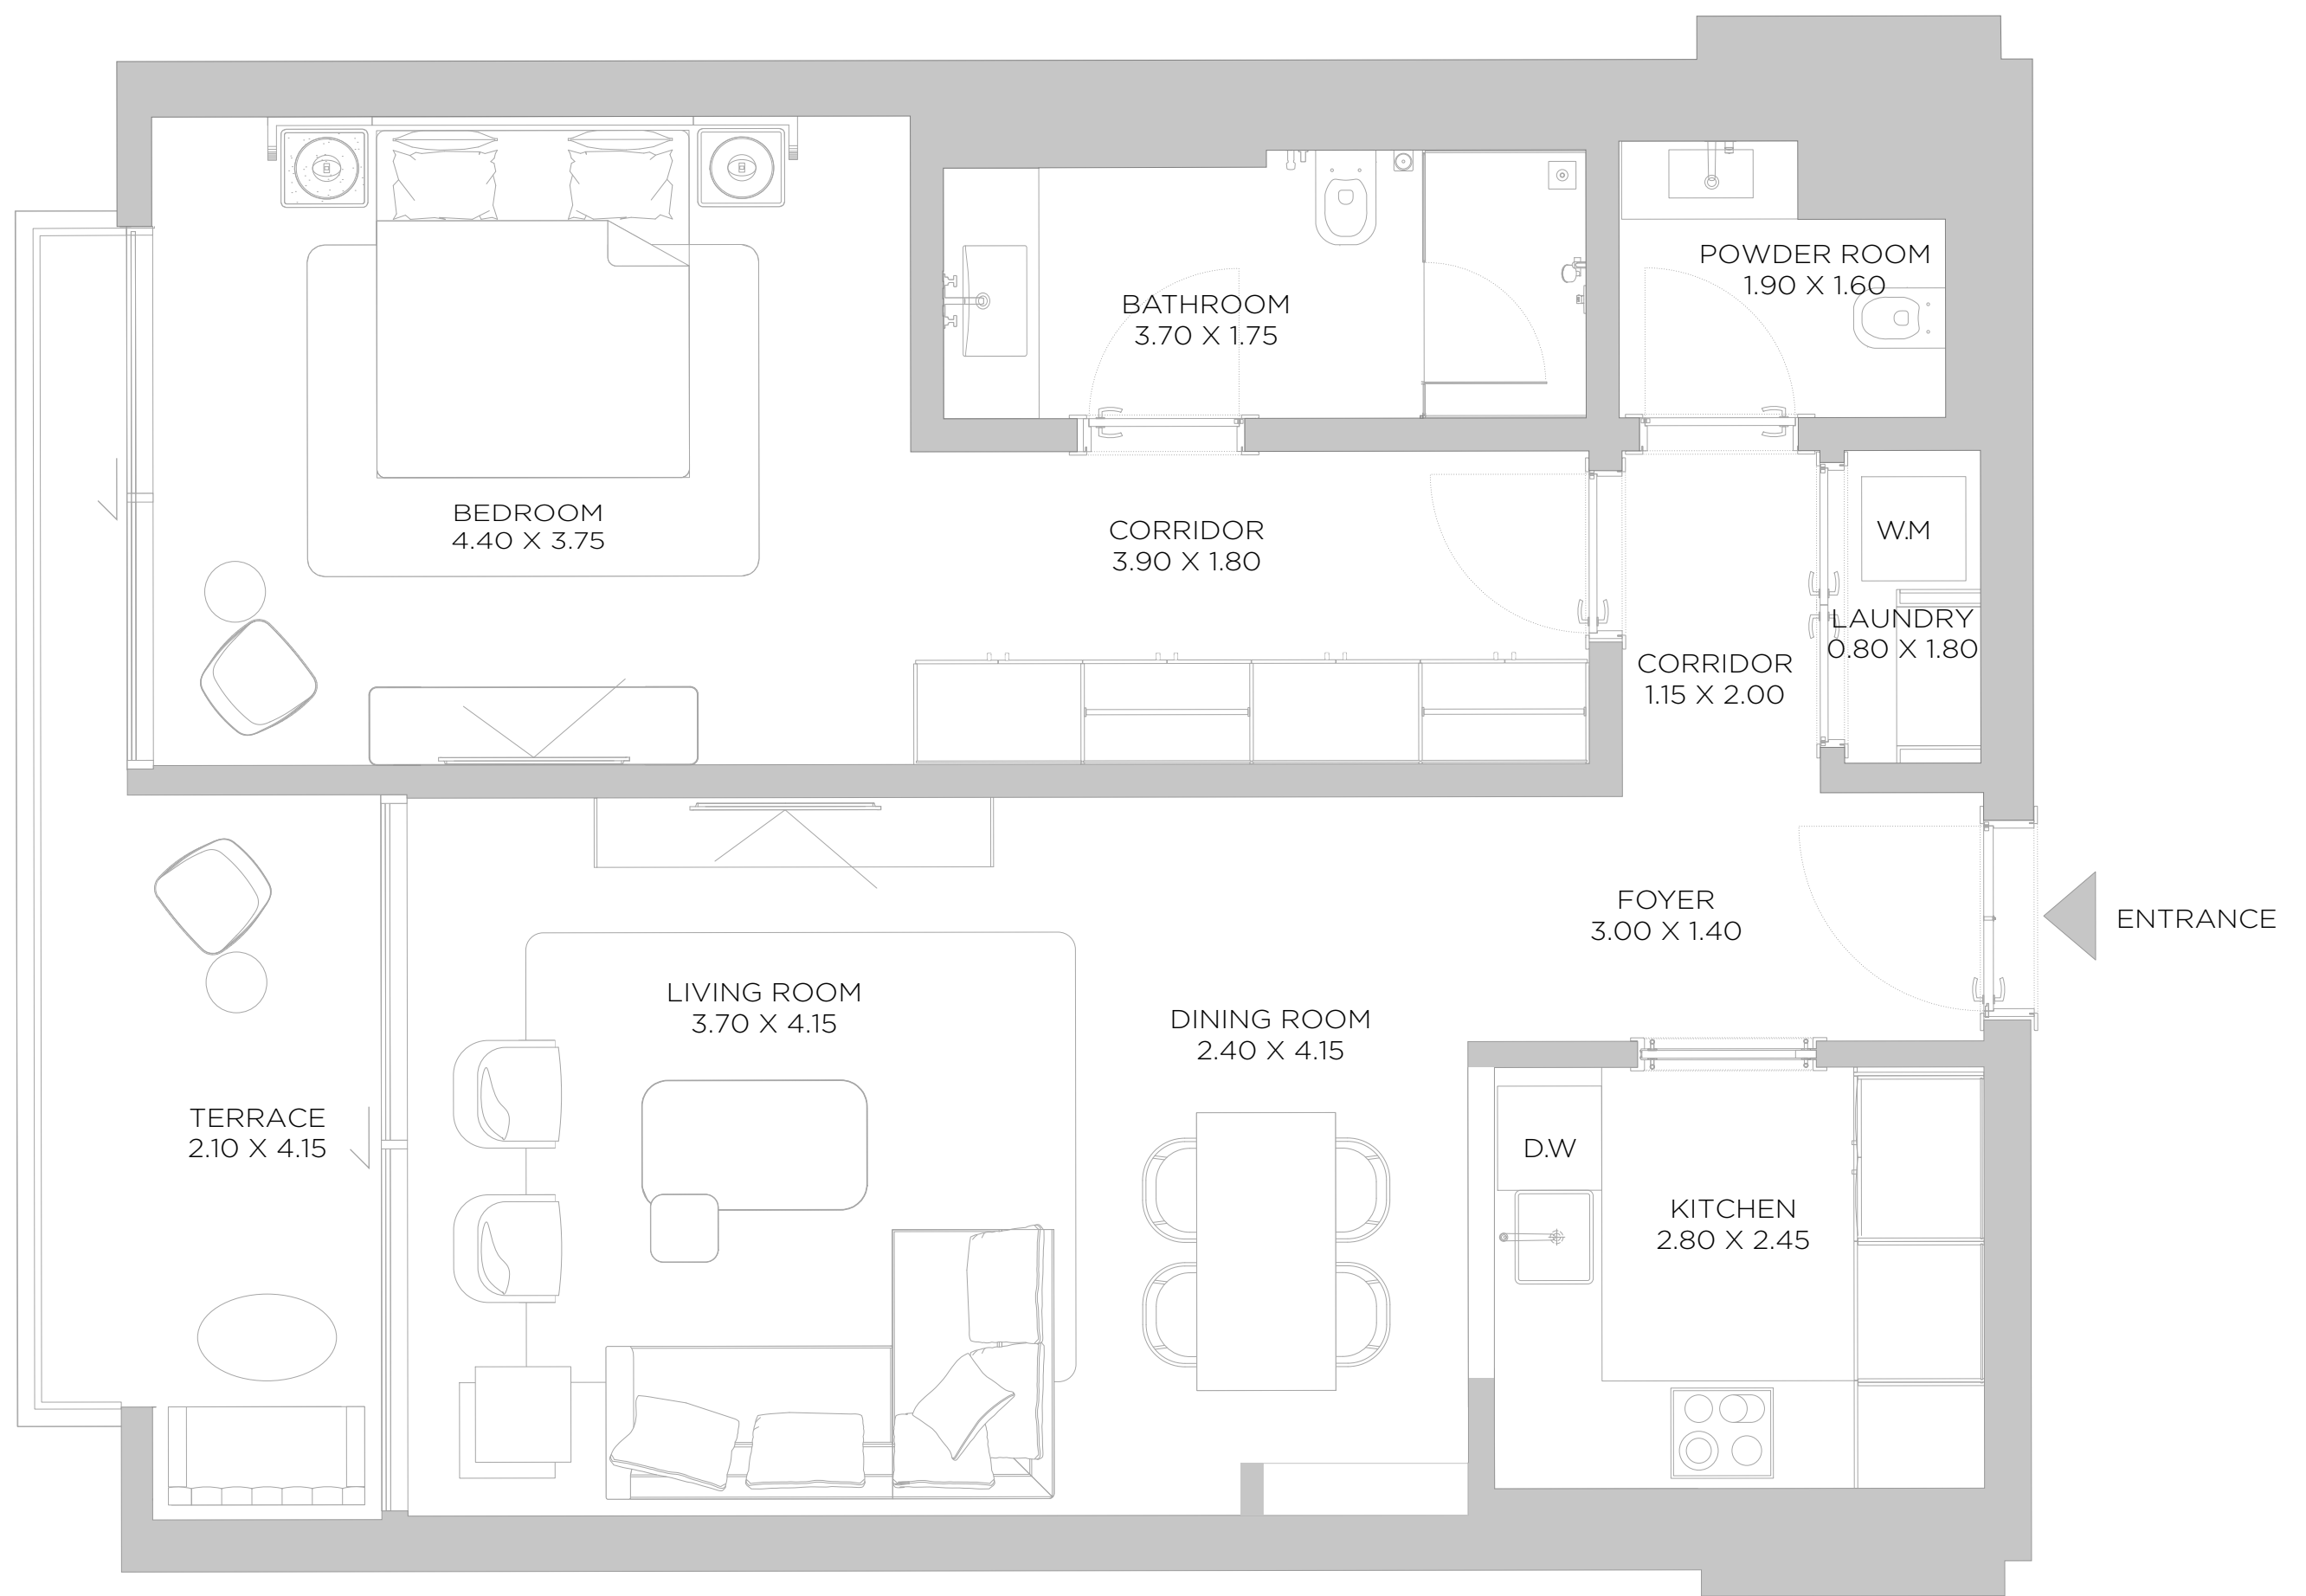 POWDER ROOM
1.90 X 1.60
BATHROOM
3.70 X 1.75
BEDROOM
4.40 X 3.75
CORRIDOR
3.90 X 1.80
W.M
LAUNDRY
0.80 X 1.80
CORRIDOR
1.15 X 2.00
FOYER
3.00 X 1.40
ENTRANCE
LIVING ROOM
3.70 X 4.15
DINING ROOM
2.40 X 4.15
TERRACE
2.10 X 4.15
D.W
KITCHEN
2.80 X 2.45